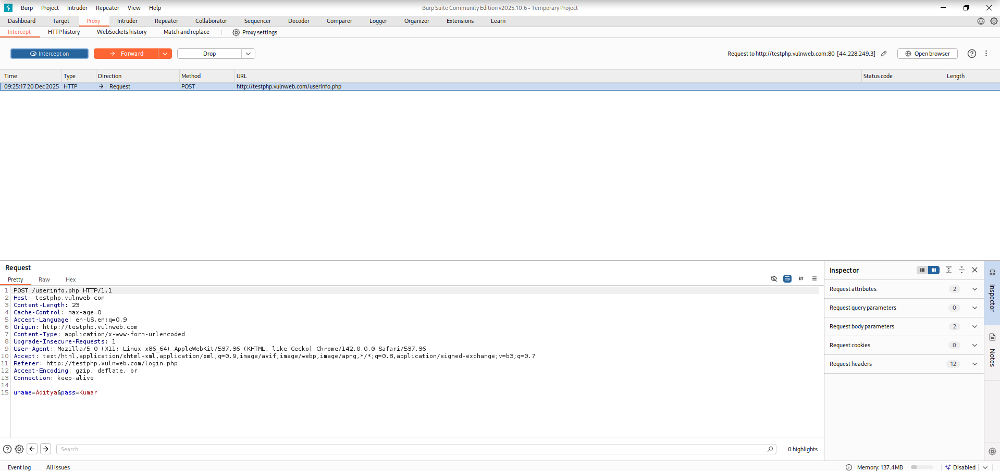 Burp Project Intruder Repeater View Help Burp Suite Community Edition v2025.10.6 - Temporary Project
Dashboard Target Proxy Intruder Repeater Collaborator Sequencer Decoder Comparer Logger Organizer Extensions Learn
Intercept HTTP history WebSockets history Match and replace Proxy settings
Intercept on Forward Drop Request to http://testphp.vulnweb.com:80 [44.228.249.3] Open browser
Time Type Direction Method URL Status code Length
09:25:17 20 Dec 2025 HTTP → Request POST http://testphp.vulnweb.com/userinfo.php
Request
Pretty Raw Hex \n
1 POST /userinfo.php HTTP/1.1
2 Host: testphp.vulnweb.com
3 Content-Length: 23
4 Cache-Control: max-age=0
5 Accept-Language: en-US,en;q=0.9
6 Origin: http://testphp.vulnweb.com
7 Content-Type: application/x-www-form-urlencoded
8 Upgrade-Insecure-Requests: 1
9 User-Agent: Mozilla/5.0 (X11; Linux x86_64) AppleWebKit/537.36 (KHTML, like Gecko) Chrome/142.0.0.0 Safari/537.36
10 Accept: text/html,application/xhtml+xml,application/xml;q=0.9,image/avif,image/webp,image/apng,*/*;q=0.8,application/signed-exchange;v=b3;q=0.7
11 Referer: http://testphp.vulnweb.com/login.php
12 Accept-Encoding: gzip, deflate, br
13 Connection: keep-alive
14
15 uname=Aditya&pass=Kumar
Search 0 highlights
Inspector
Request attributes 2
Request query parameters 0
Request body parameters 2
Request cookies 0
Request headers 12
Inspector
Notes
Event log All issues Memory: 137.4MB Disabled